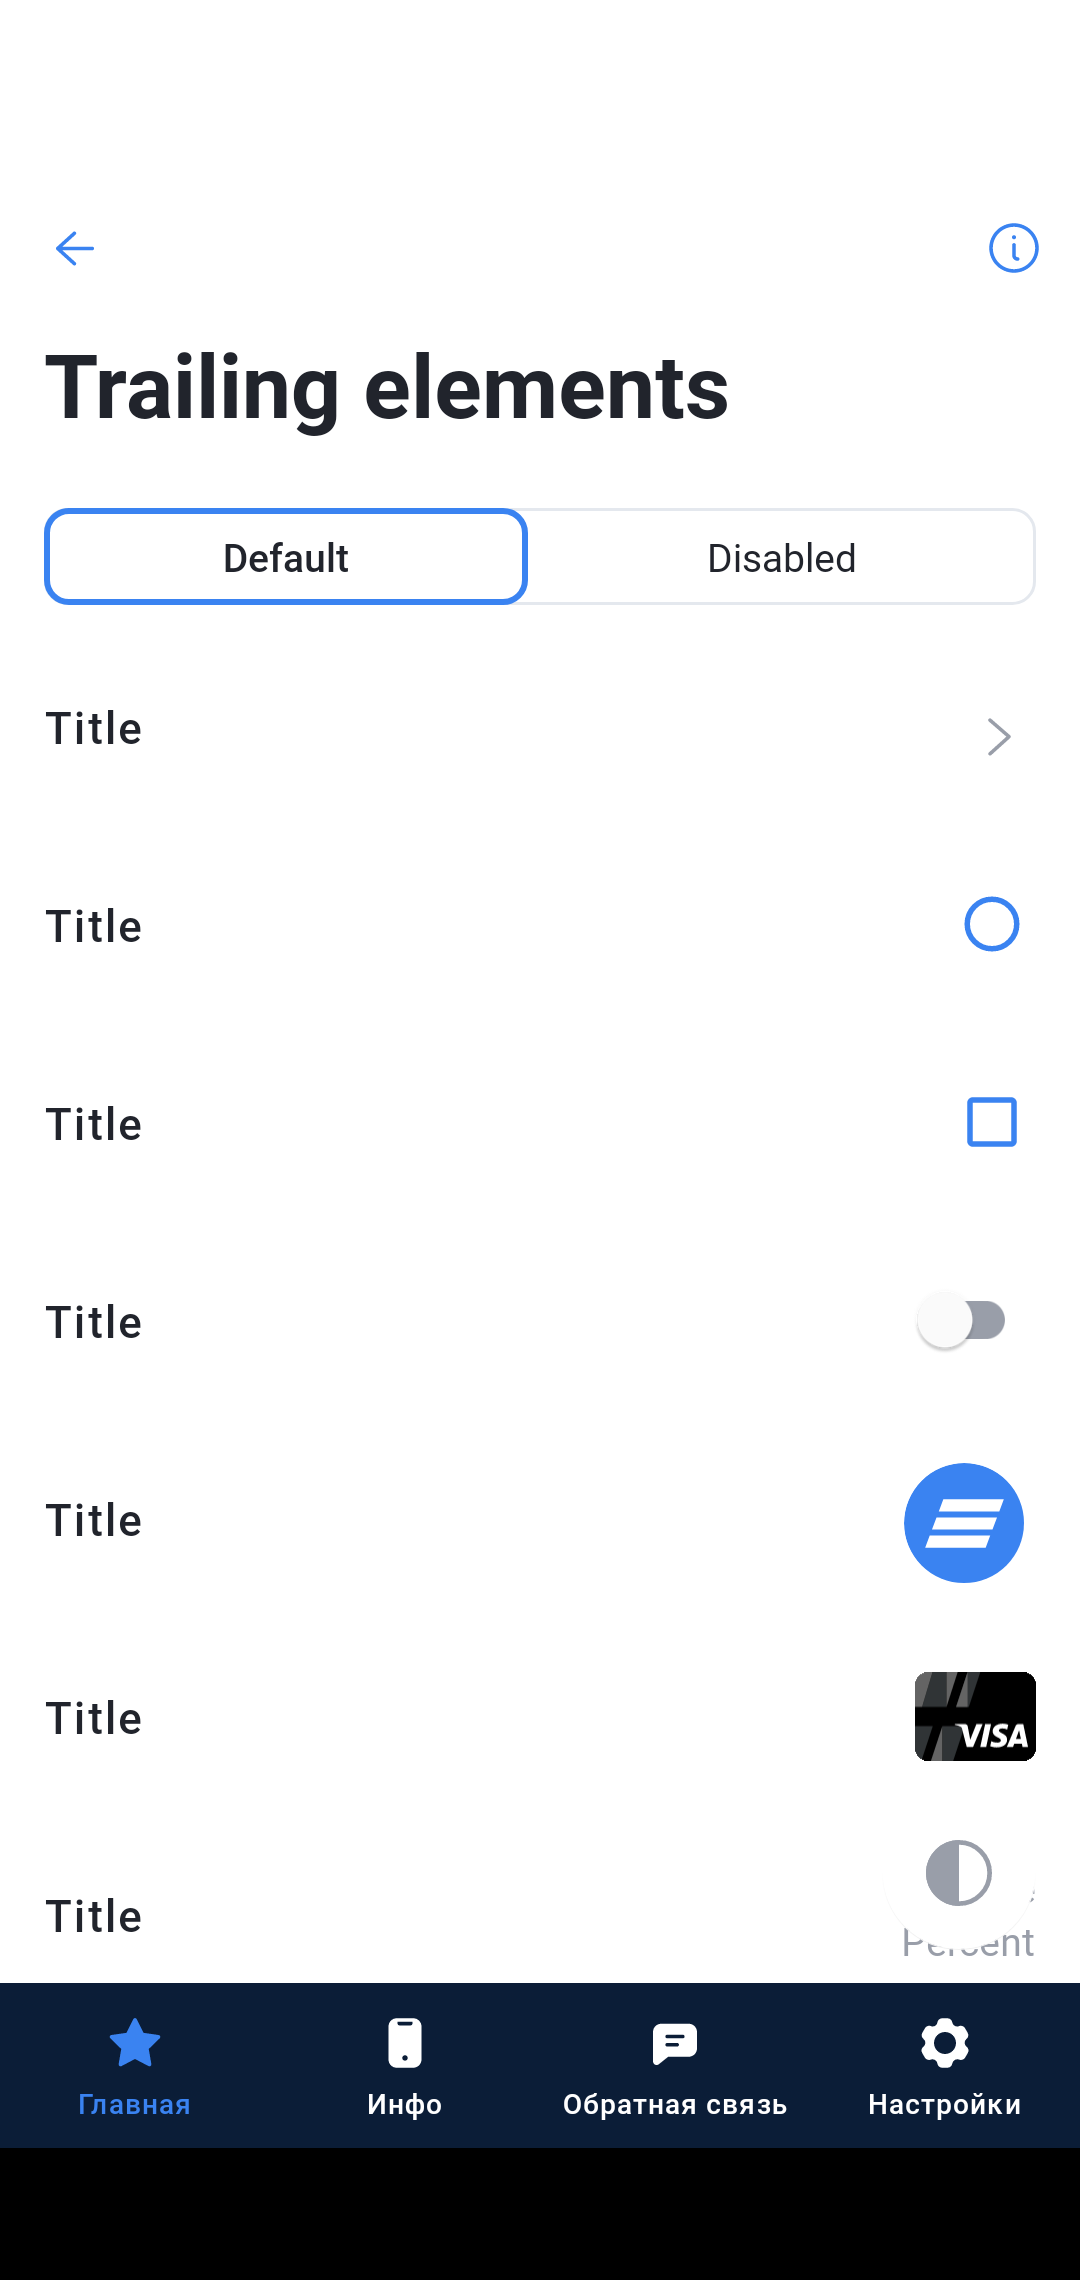 Trailing elements
Default
Disabled
Title
Title
Title
Title
Title
Title
VISA
Title
Percent
Главная
Инфо
Обратная связь
Настройки